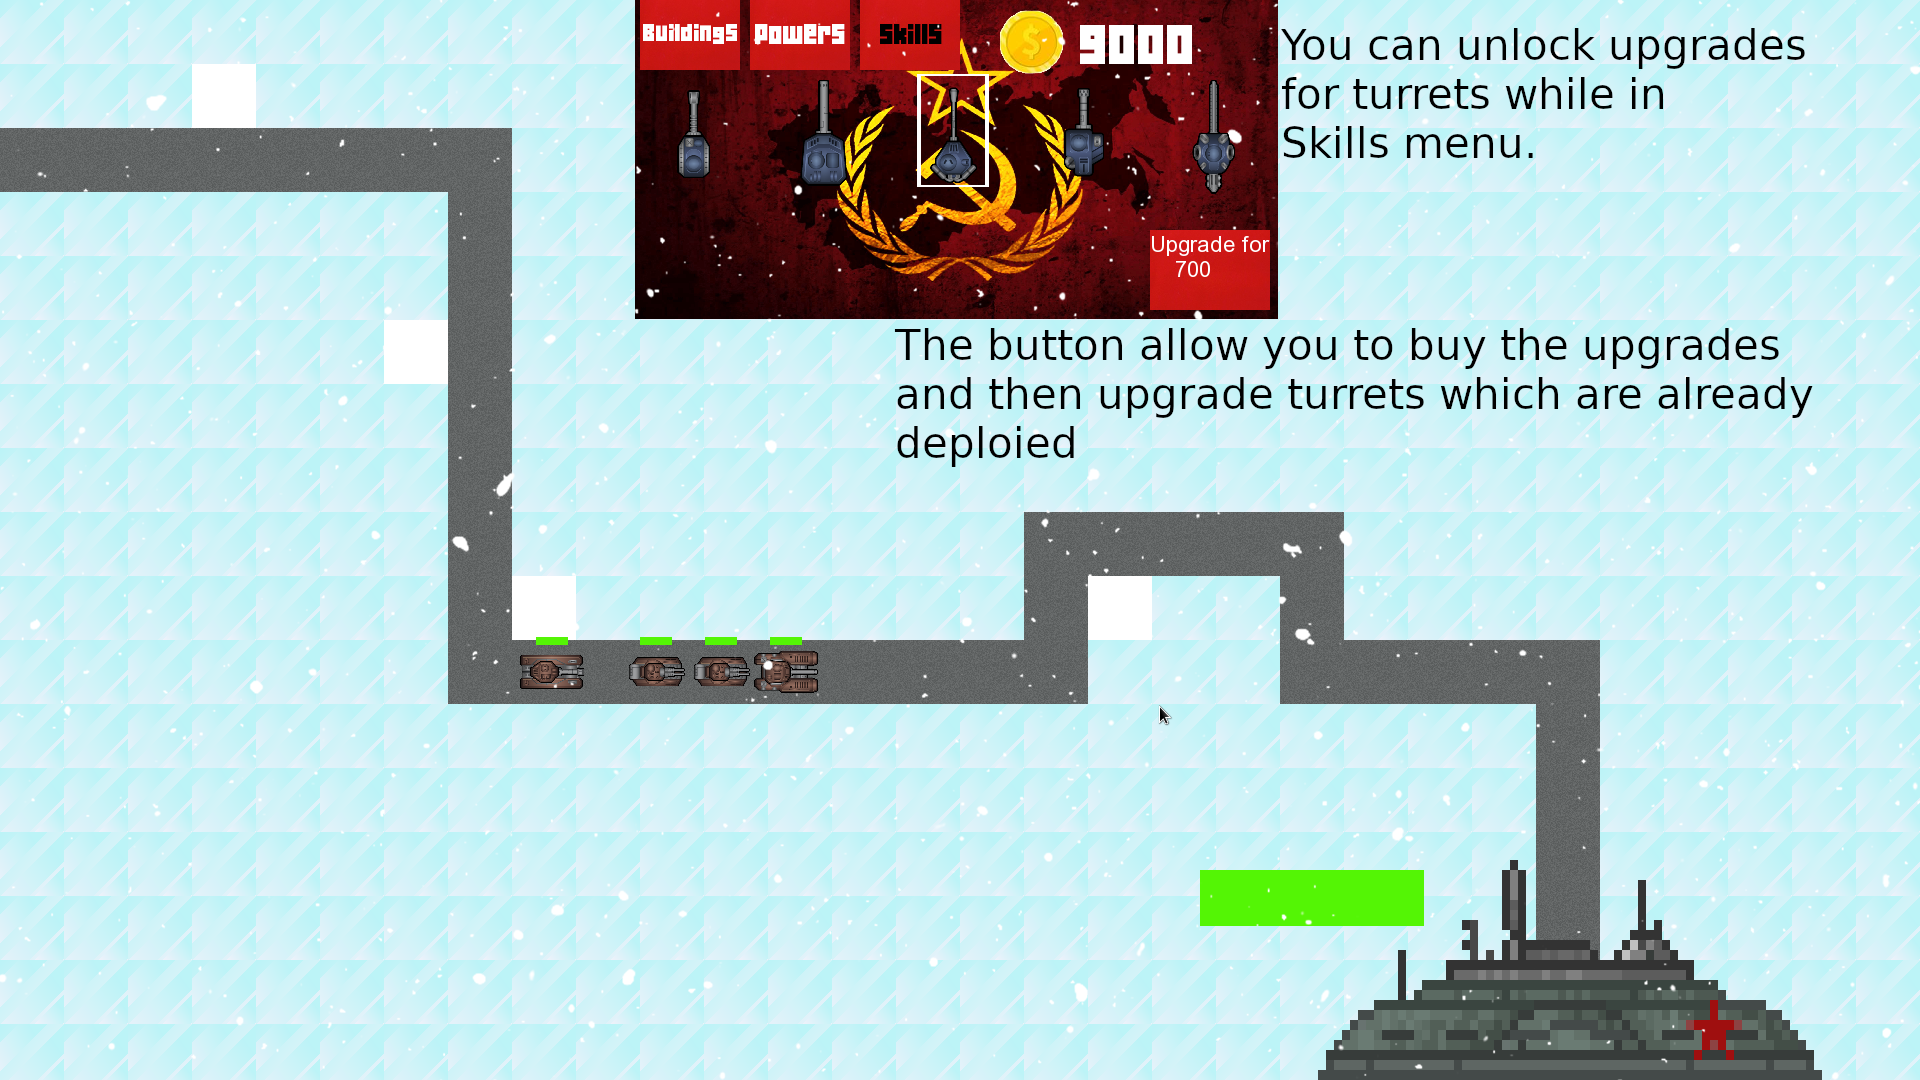 Buildings Powers Skills $ 9000
You can unlock upgrades
for turrets while in
Skills menu.
Upgrade for
700
The button allow you to buy the upgrades
and then upgrade turrets which are already
deploied